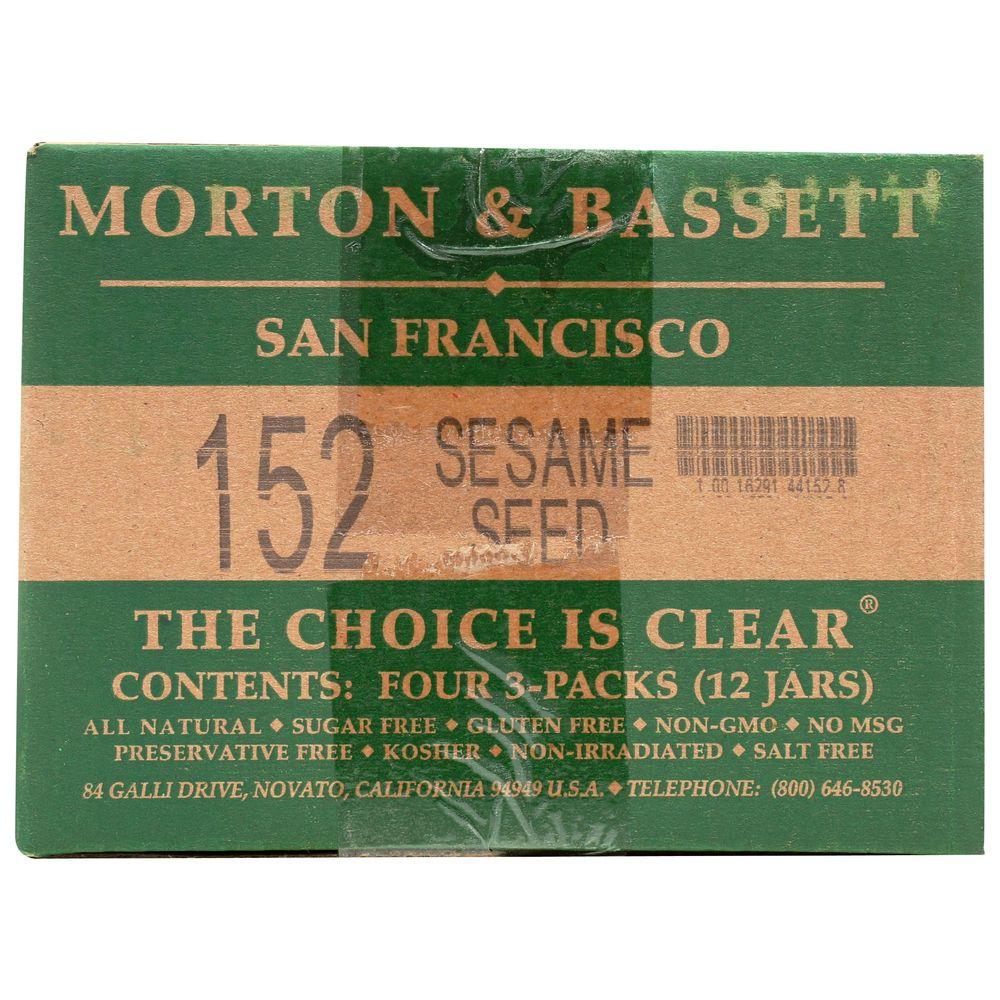 MORTON & BASSETT®
SAN FRANCISCO
152 SESAME SEED
1 00 16291 44152 8
THE CHOICE IS CLEAR®
CONTENTS: FOUR 3-PACKS (12 JARS)
ALL NATURAL ◆ SUGAR FREE ◆ GLUTEN FREE ◆ NON-GMO ◆ NO MSG
PRESERVATIVE FREE ◆ KOSHER ◆ NON-IRRADIATED ◆ SALT FREE
84 GALLI DRIVE, NOVATO, CALIFORNIA 94949 U.S.A. ◆ TELEPHONE: (800) 646-8530